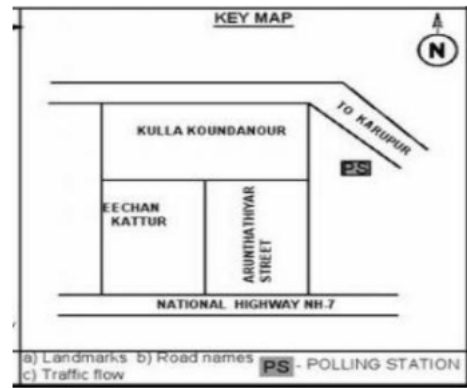 KEY MAP
N
TO KARUPUR
KULLA KOUNDANOUR
PS
EECHAN
KATTUR
ARUNTHATHIYAR
STREET
NATIONAL HIGHWAY NH-7
a) Landmarks b) Road names
c) Traffic flow
PS - POLLING STATION